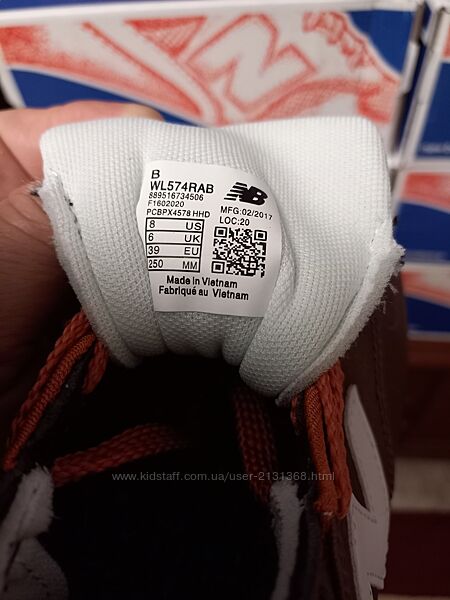 B
WL574RAB
889516734506
F1602020
PCBPX4578 HHD
NB
MFG:02/2017
LOC:20
8 US
6 UK
39 EU
250 MM
Made in Vietnam
Fabriqué au Vietnam
www.kidstaff.com.ua/user-2131368.html